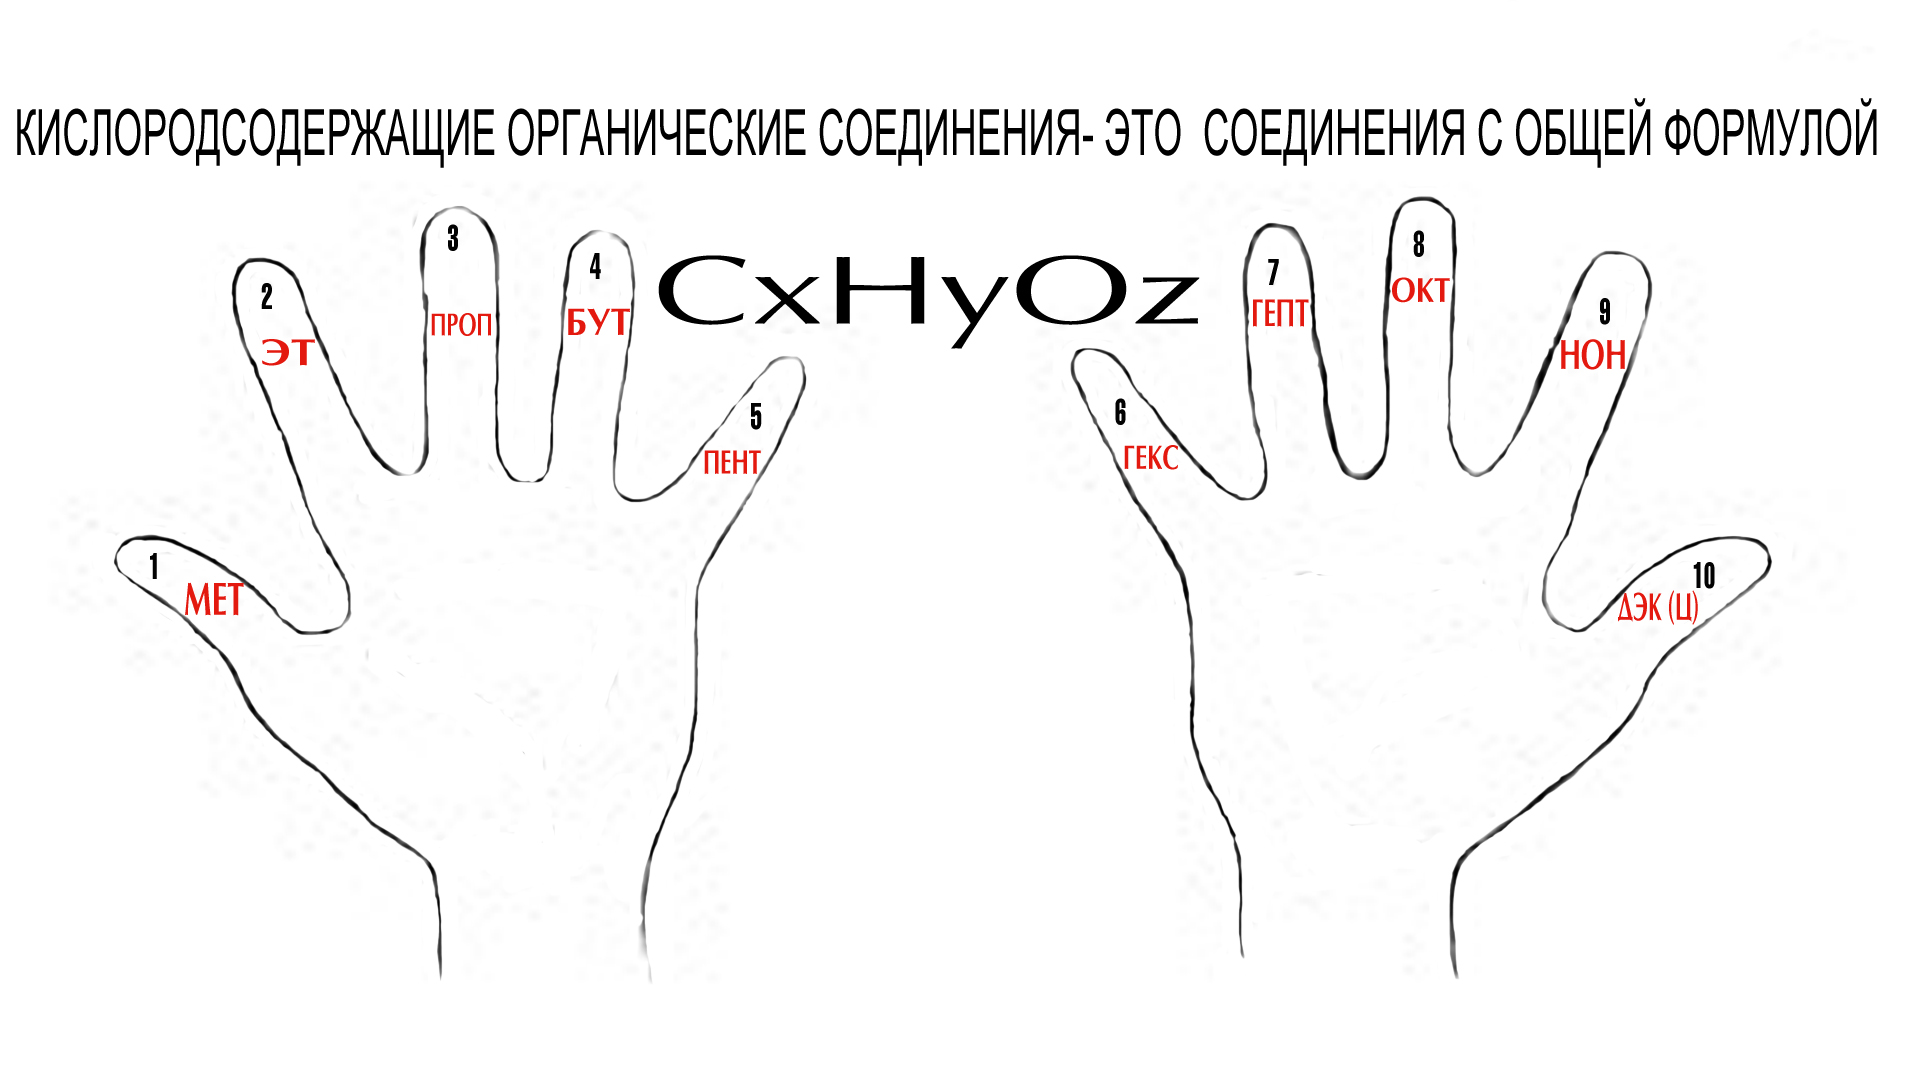 КИСЛОРОДСОДЕРЖАЩИЕ ОРГАНИЧЕСКИЕ СОЕДИНЕНИЯ- ЭТО СОЕДИНЕНИЯ С ОБЩЕЙ ФОРМУЛОЙ
CxHyOz
1
МЕТ
2
ЭТ
3
ПРОП
4
БУТ
5
ПЕНТ
6
ГЕКС
7
ГЕПТ
8
ОКТ
9
НОН
10
ДЭК (Ц)